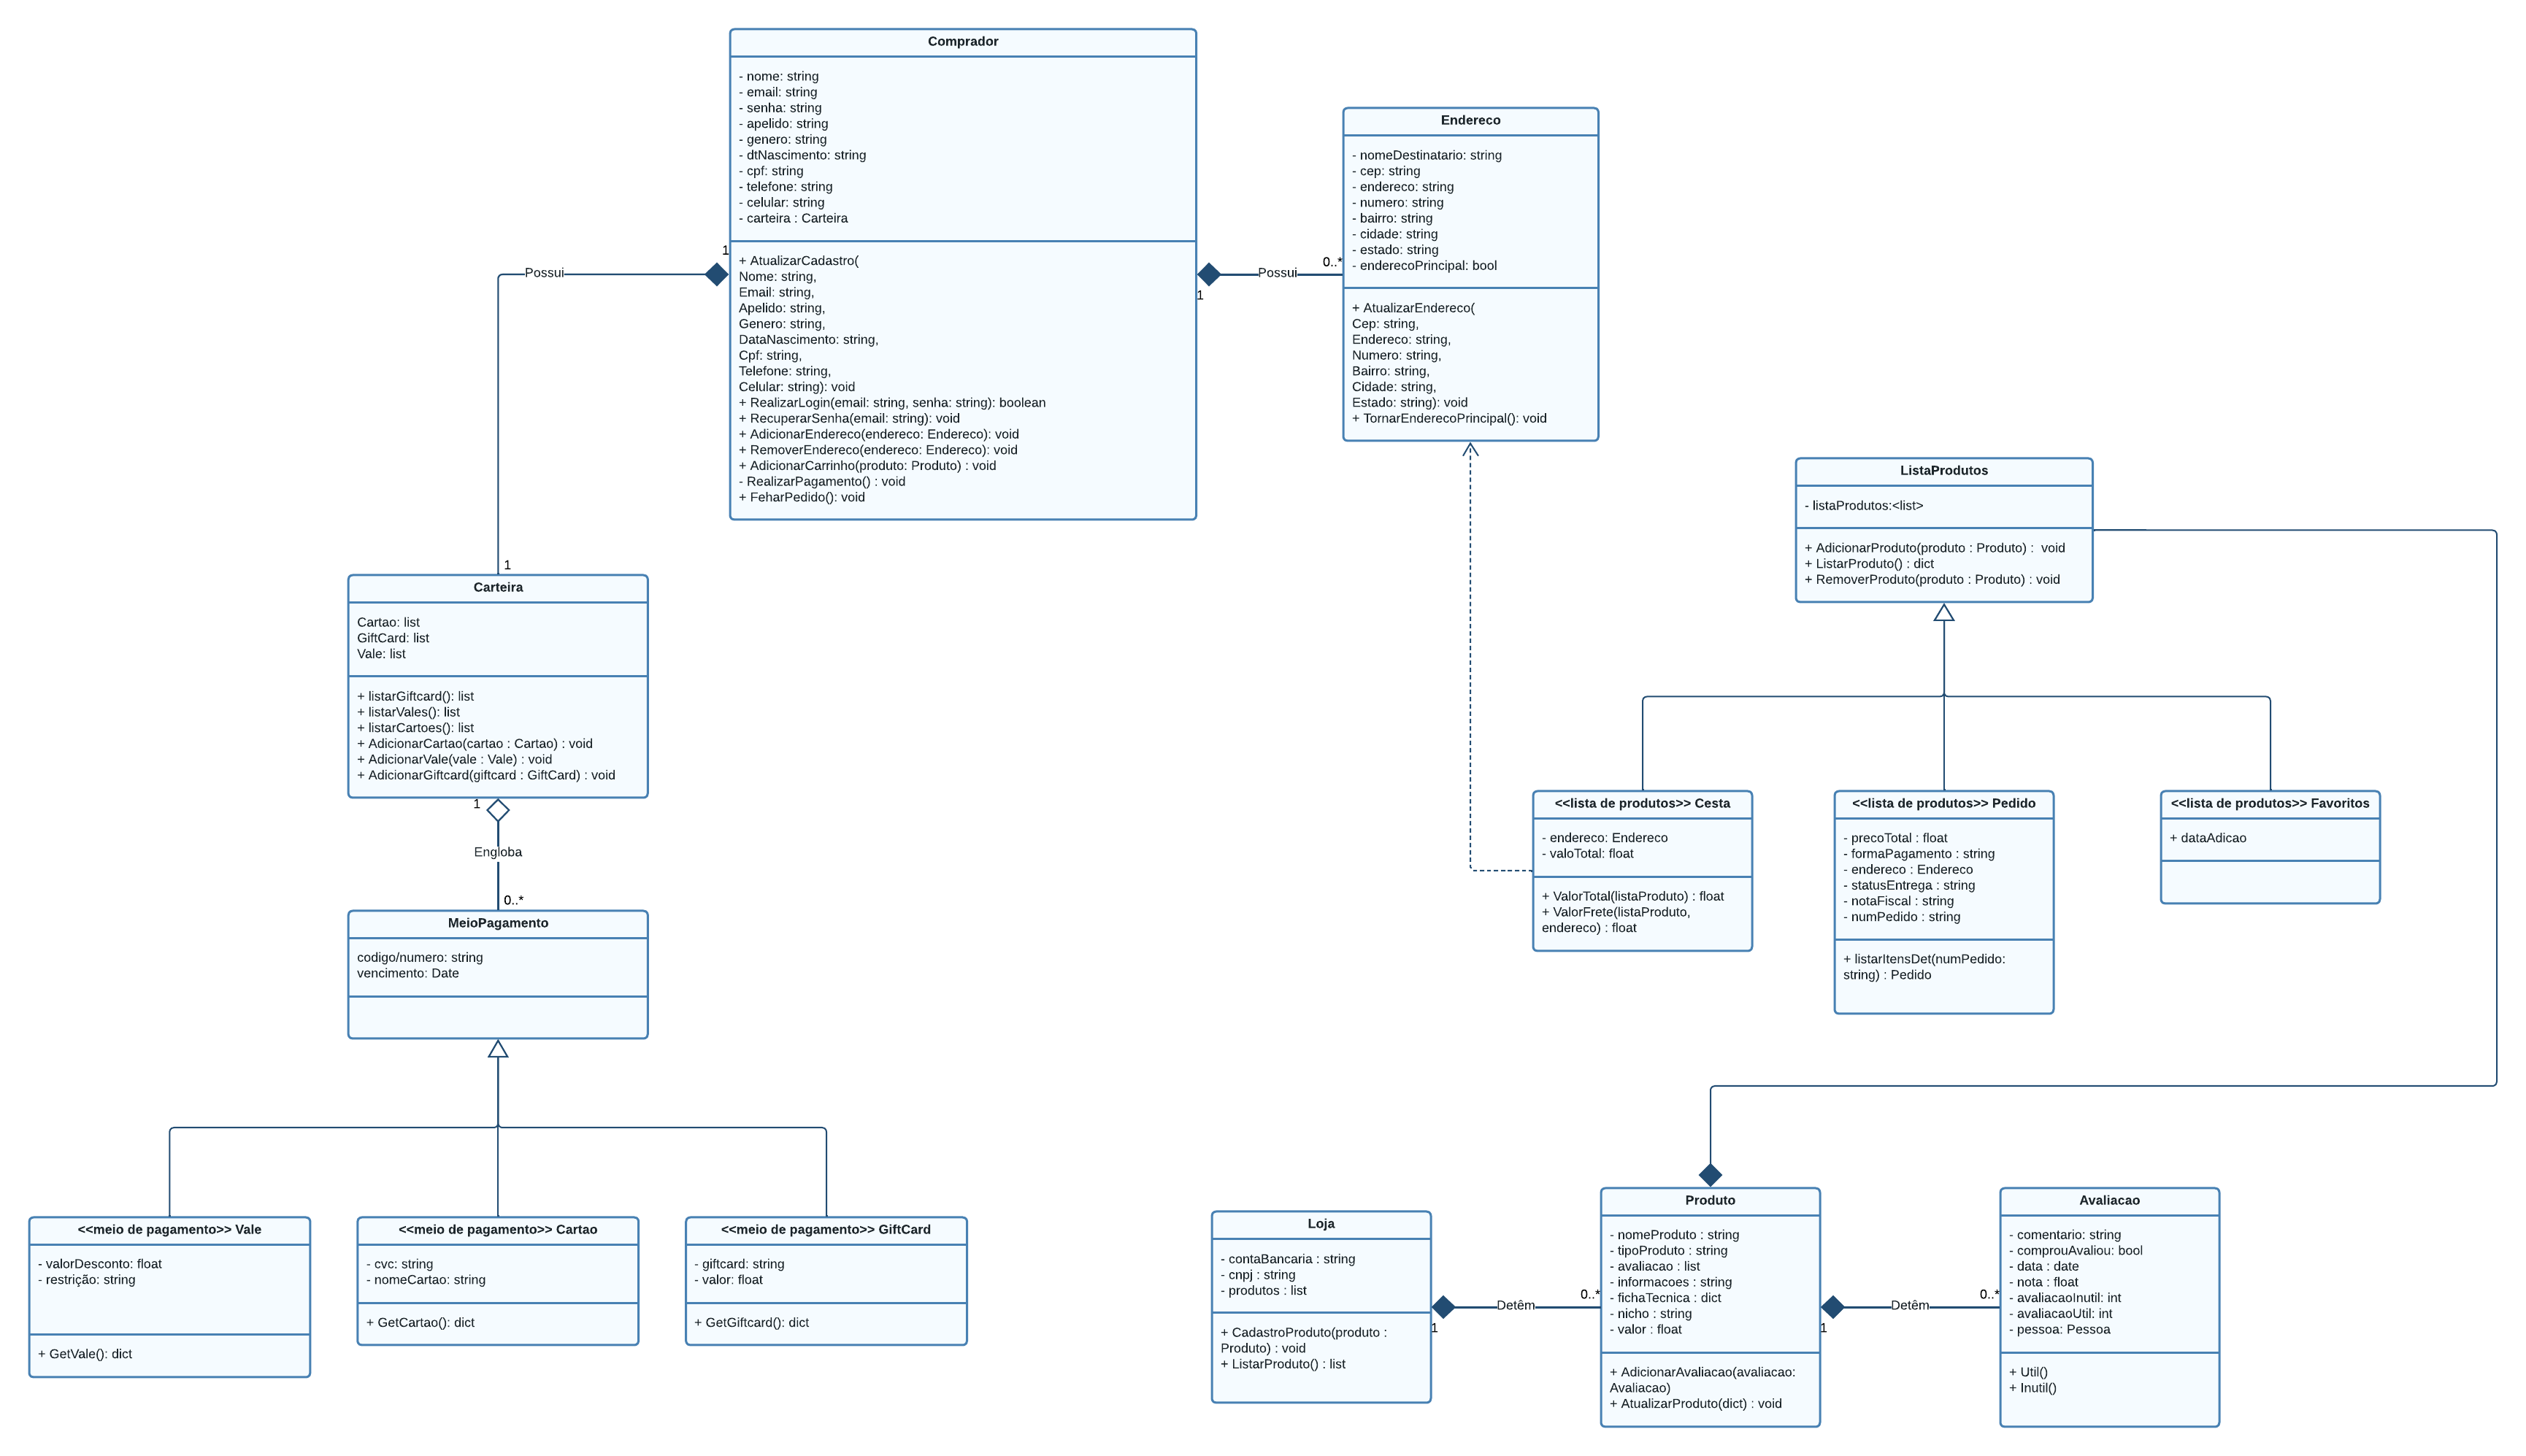 Comprador
- nome: string
- email: string
- senha: string
- apelido: string
- genero: string
- dtNascimento: string
- cpf: string
- telefone: string
- celular: string
- carteira : Carteira
+ AtualizarCadastro(
Nome: string,
Email: string,
Apelido: string,
Genero: string,
DataNascimento: string,
Cpf: string,
Telefone: string,
Celular: string): void
+ RealizarLogin(email: string, senha: string): boolean
+ RecuperarSenha(email: string): void
+ AdicionarEndereco(endereco: Endereco): void
+ RemoverEndereco(endereco: Endereco): void
+ AdicionarCarrinho(produto: Produto) : void
- RealizarPagamento() : void
+ FeharPedido(): void
1
Possui
1
1
Possui
0..*
Endereco
- nomeDestinatario: string
- cep: string
- endereco: string
- numero: string
- bairro: string
- cidade: string
- estado: string
- enderecoPrincipal: bool
+ AtualizarEndereco(
Cep: string,
Endereco: string,
Numero: string,
Bairro: string,
Cidade: string,
Estado: string): void
+ TornarEnderecoPrincipal(): void
ListaProdutos
- listaProdutos:<list>
+ AdicionarProduto(produto : Produto) :  void
+ ListarProduto() : dict
+ RemoverProduto(produto : Produto) : void
Carteira
Cartao: list
GiftCard: list
Vale: list
+ listarGiftcard(): list
+ listarVales(): list
+ listarCartoes(): list
+ AdicionarCartao(cartao : Cartao) : void
+ AdicionarVale(vale : Vale) : void
+ AdicionarGiftcard(giftcard : GiftCard) : void
1
Engloba
0..*
MeioPagamento
codigo/numero: string
vencimento: Date
<<lista de produtos>> Cesta
- endereco: Endereco
- valoTotal: float
+ ValorTotal(listaProduto) : float
+ ValorFrete(listaProduto,
endereco) : float
<<lista de produtos>> Pedido
- precoTotal : float
- formaPagamento : string
- endereco : Endereco
- statusEntrega : string
- notaFiscal : string
- numPedido : string
+ listarItensDet(numPedido:
string) : Pedido
<<lista de produtos>> Favoritos
+ dataAdicao
<<meio de pagamento>> Vale
- valorDesconto: float
- restrição: string
+ GetVale(): dict
<<meio de pagamento>> Cartao
- cvc: string
- nomeCartao: string
+ GetCartao(): dict
<<meio de pagamento>> GiftCard
- giftcard: string
- valor: float
+ GetGiftcard(): dict
Loja
- contaBancaria : string
- cnpj : string
- produtos : list
+ CadastroProduto(produto :
Produto) : void
+ ListarProduto() : list
1
Detêm
0..*
Produto
- nomeProduto : string
- tipoProduto : string
- avaliacao : list
- informacoes : string
- fichaTecnica : dict
- nicho : string
- valor : float
+ AdicionarAvaliacao(avaliacao:
Avaliacao)
+ AtualizarProduto(dict) : void
1
Detêm
0..*
Avaliacao
- comentario: string
- comprouAvaliou: bool
- data : date
- nota : float
- avaliacaoInutil: int
- avaliacaoUtil: int
- pessoa: Pessoa
+ Util()
+ Inutil()